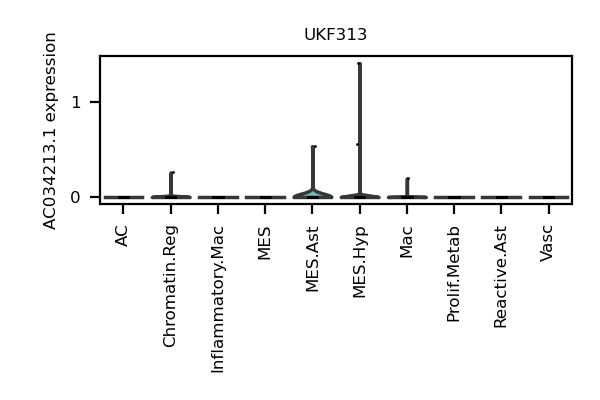 UKF313
AC034213.1 expression
1
0
AC
Chromatin.Reg
Inflammatory.Mac
MES
MES.Ast
MES.Hyp
Mac
Prolif.Metab
Reactive.Ast
Vasc